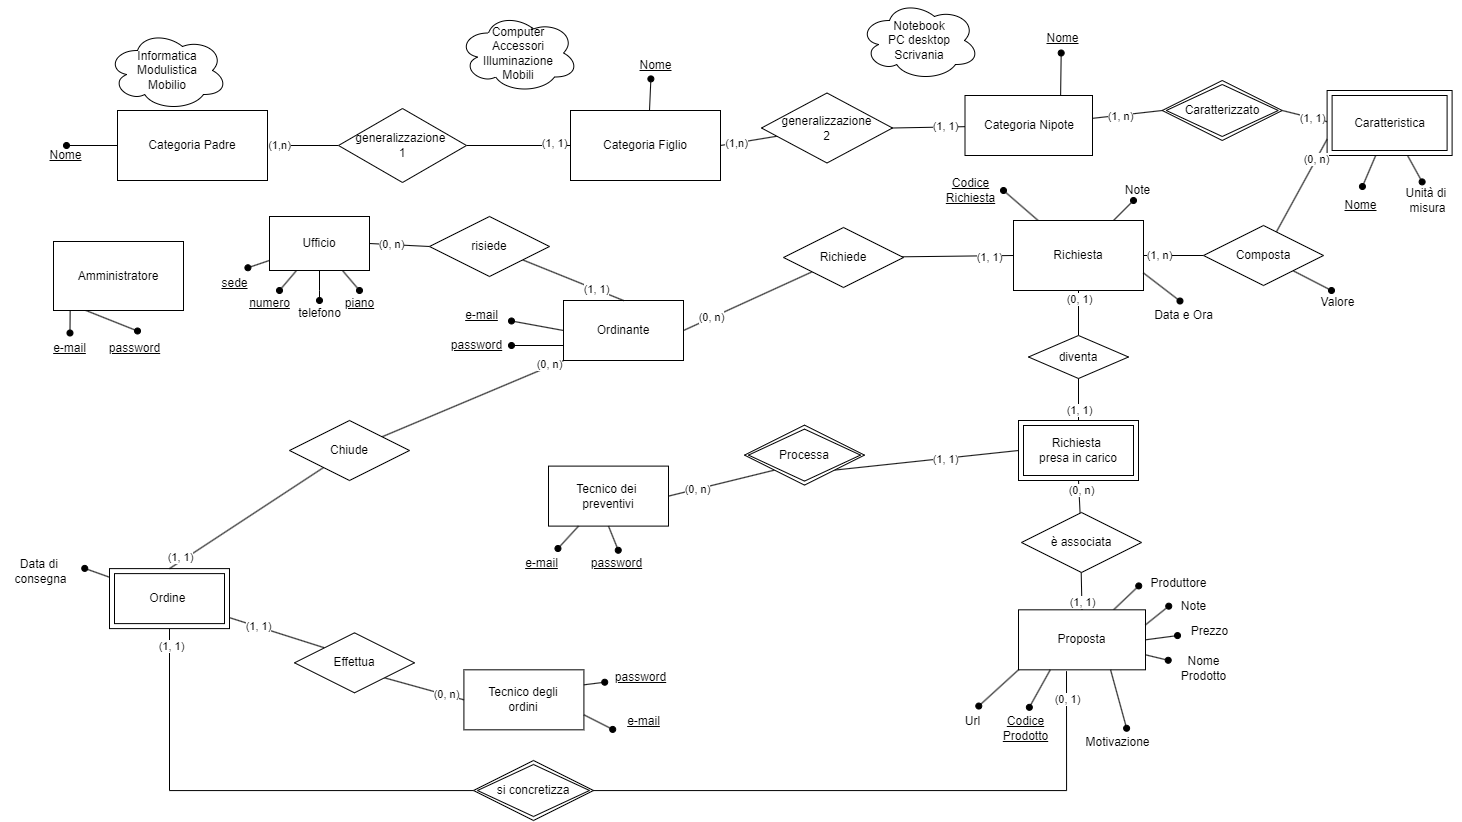 Informatica
Modulistica
Mobilio
Computer
Accessori
Illuminazione
Mobili
Notebook
PC desktop
Scrivania
Nome
Categoria Padre
(1,n)
generalizzazione
1
(1, 1)
Nome
Categoria Figlio
(1,n)
generalizzazione
2
(1, 1)
Nome
Categoria Nipote
(1, n)
Caratterizzato
(1, 1)
Caratteristica
(0, n)
Nome
Unità di
misura
Amministratore
e-mail
password
Ufficio
sede
numero
telefono
piano
(0, n)
risiede
(1, 1)
Ordinante
e-mail
password
(0, n)
(0, n)
Richiede
(1, 1)
Codice
Richiesta
Note
Richiesta
(1, n)
Composta
Valore
Data e Ora
(0, 1)
diventa
(1, 1)
Richiesta
presa in carico
(1, 1)
Processa
(0, n)
Tecnico dei
preventivi
e-mail
password
(0, n)
è associata
(1, 1)
Proposta
Produttore
Note
Prezzo
Nome
Prodotto
Url
Codice
Prodotto
Motivazione
(0, 1)
Chiude
(1, 1)
Data di
consegna
Ordine
(1, 1)
(1, 1)
Effettua
(0, n)
Tecnico degli
ordini
password
e-mail
si concretizza